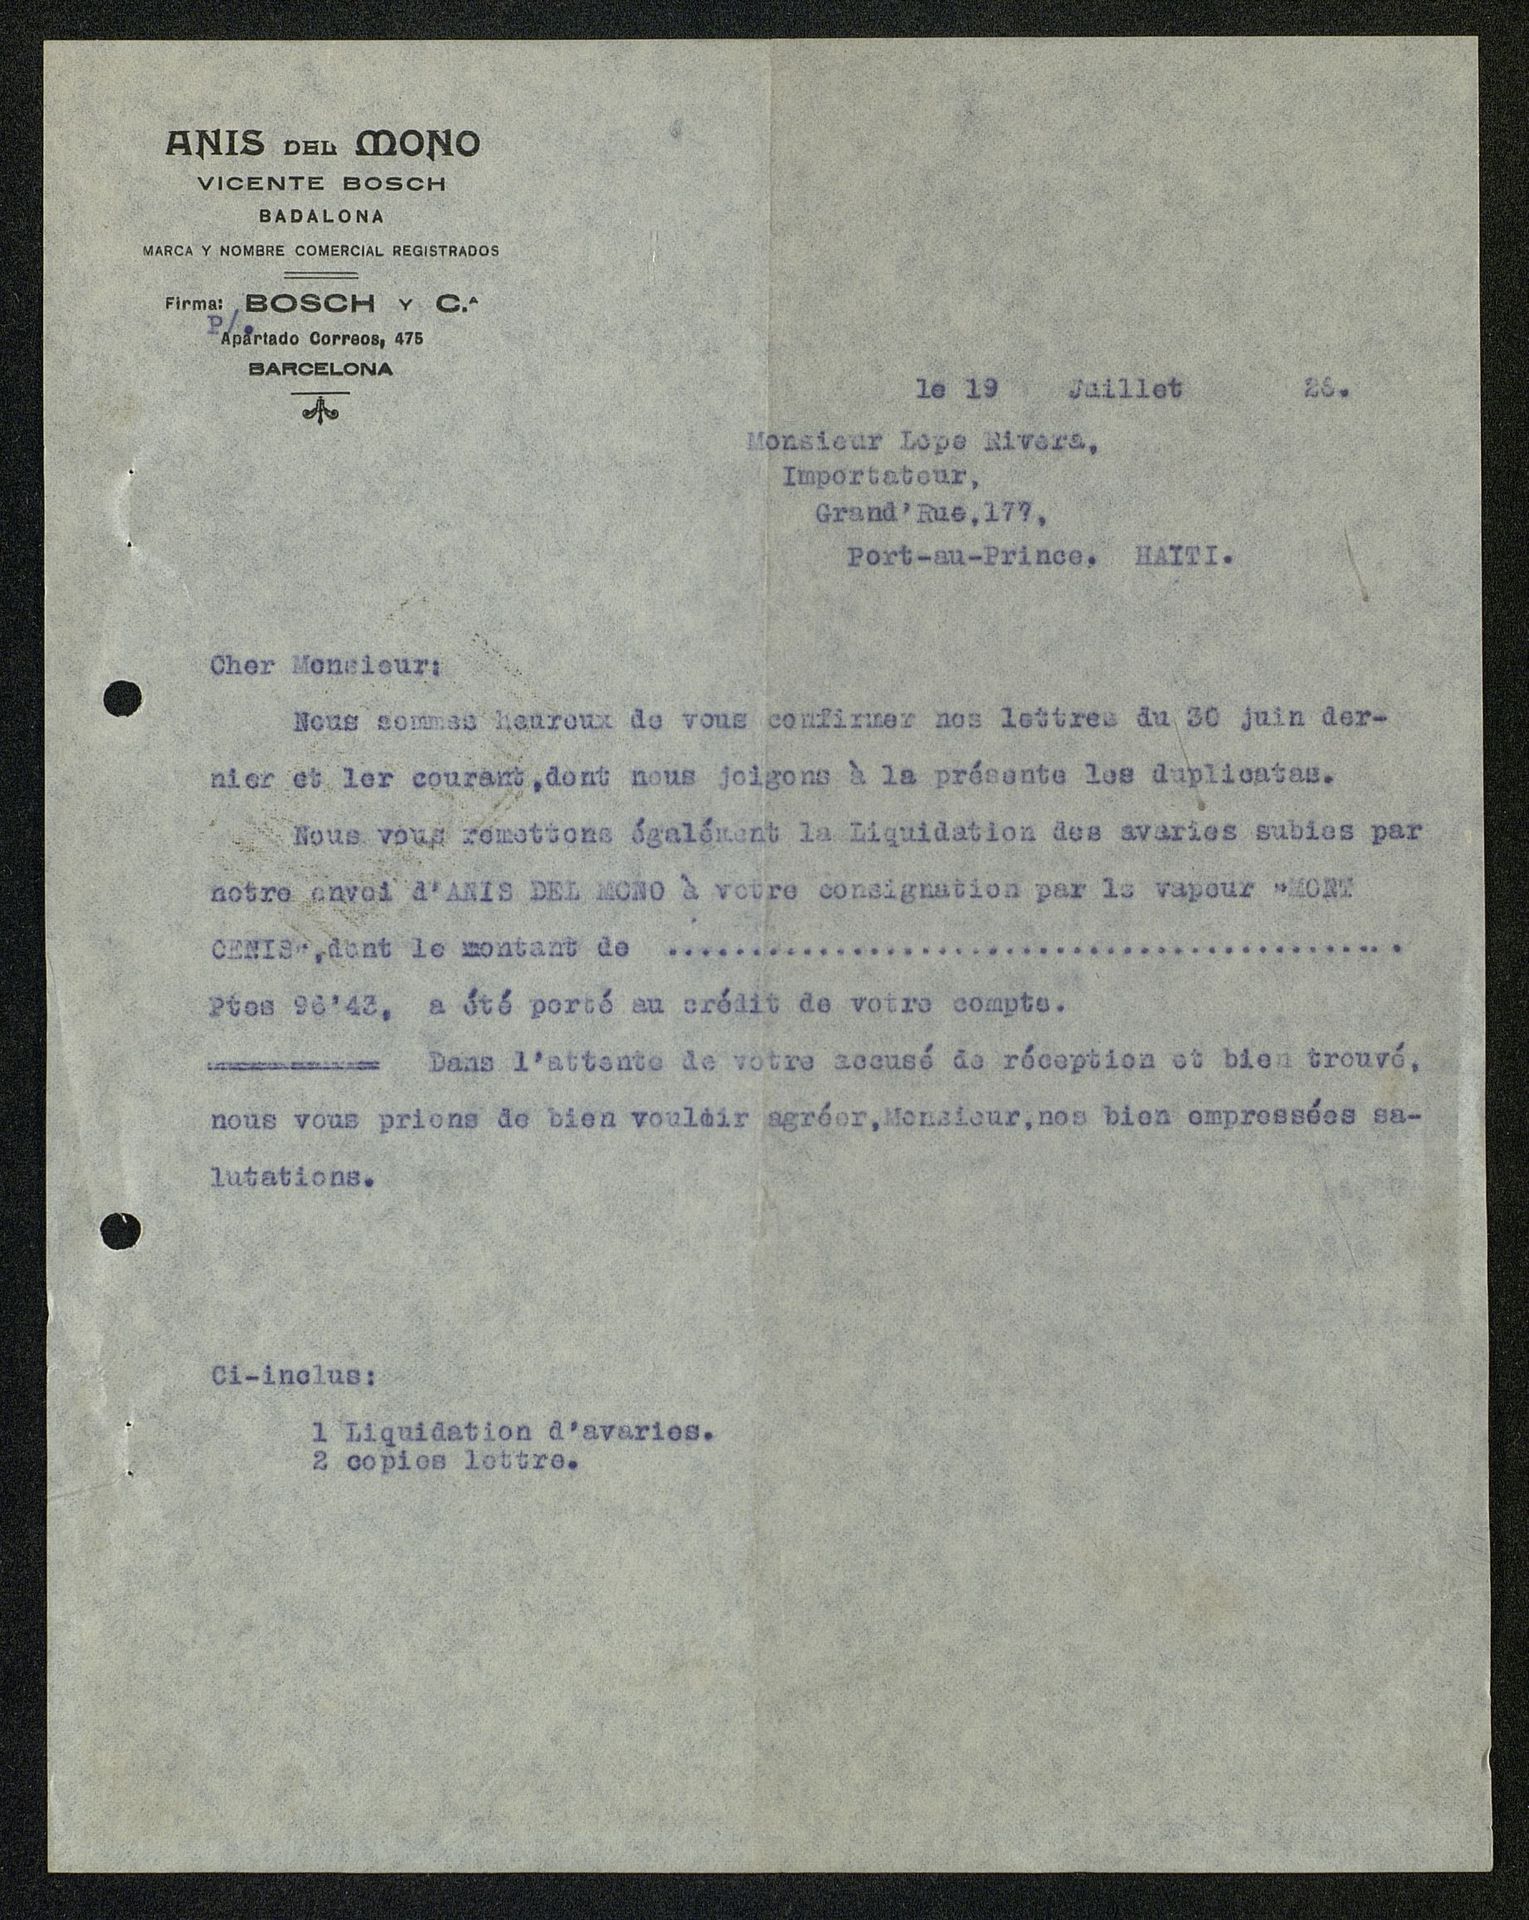 ANIS DEL MONO
VICENTE BOSCH
BADALONA
MARCA Y NOMBRE COMERCIAL REGISTRADOS
Firma: BOSCH Y C.ᴬ
P/.
Apartado Correos, 475
BARCELONA
le 19 Juillet 26.
Monsieur Lope Rivera,
Importateur,
Grand'Rue,177,
Port-au-Prince. HAÏTI.
Cher Monsieur:
Nous sommes heureux de vous confirmer nos lettres du 30 juin der-
nier et 1er courant,dont nous joigons à la présente les duplicatas.
Nous vous remettons égalément la Liquidation des avaries subies par
notre envoi d'ANIS DEL MONO à votre consignation par le vapeur "MONT
CENIS",dont le montant de ............................................
Ptes 96'43, a été porté au crédit de votre compte.
Dans l'attente de votre accusé de réception et bien trouvé,
nous vous prions de bien vouloir agréer,Monsieur,nos bien empressées sa-
lutations.
Ci-inclus:
1 Liquidation d'avaries.
2 copies lettre.